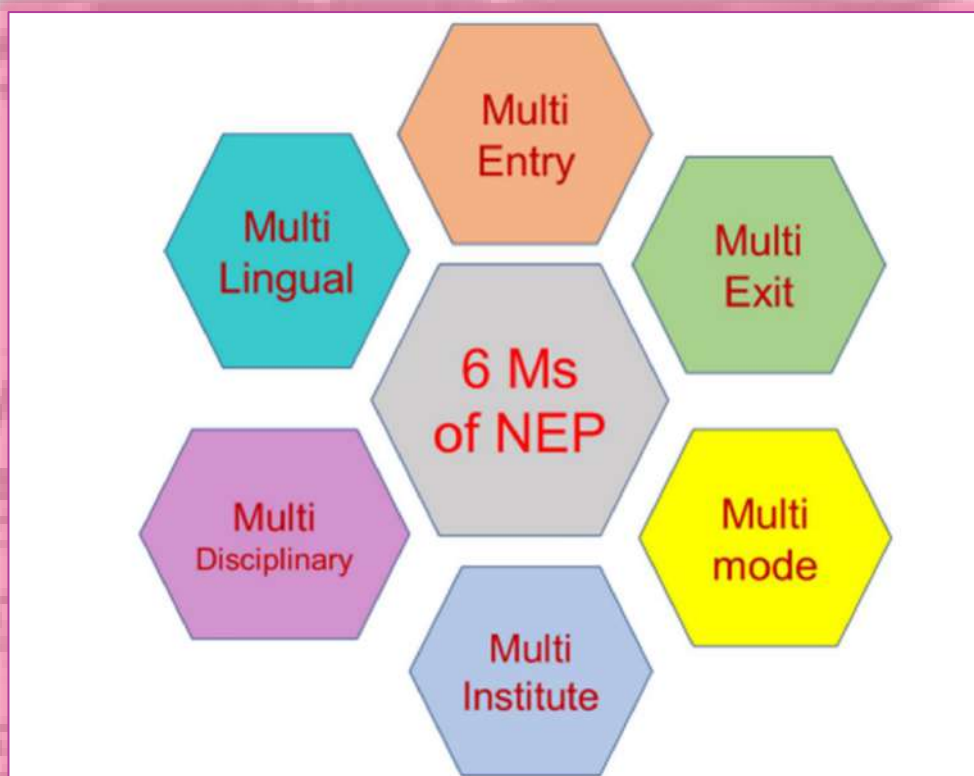 Multi
Entry
Multi
Lingual
Multi
Exit
6 Ms
of NEP
Multi
Disciplinary
Multi
mode
Multi
Institute